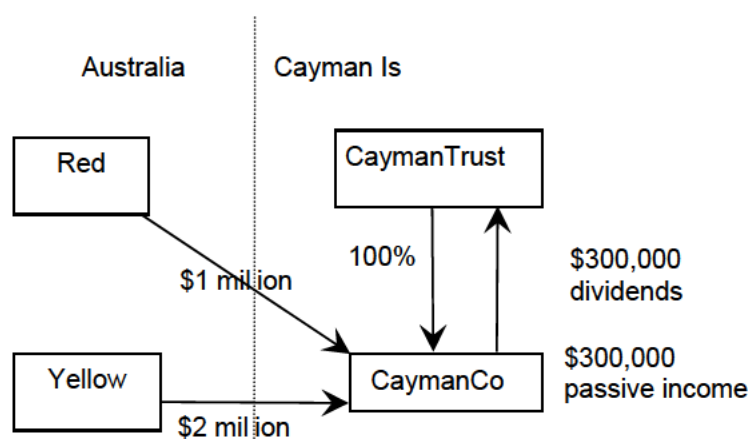 Australia
Cayman Is
Red
CaymanTrust
$1 million
100%
$300,000
dividends
Yellow
CaymanCo
$300,000
passive income
$2 million